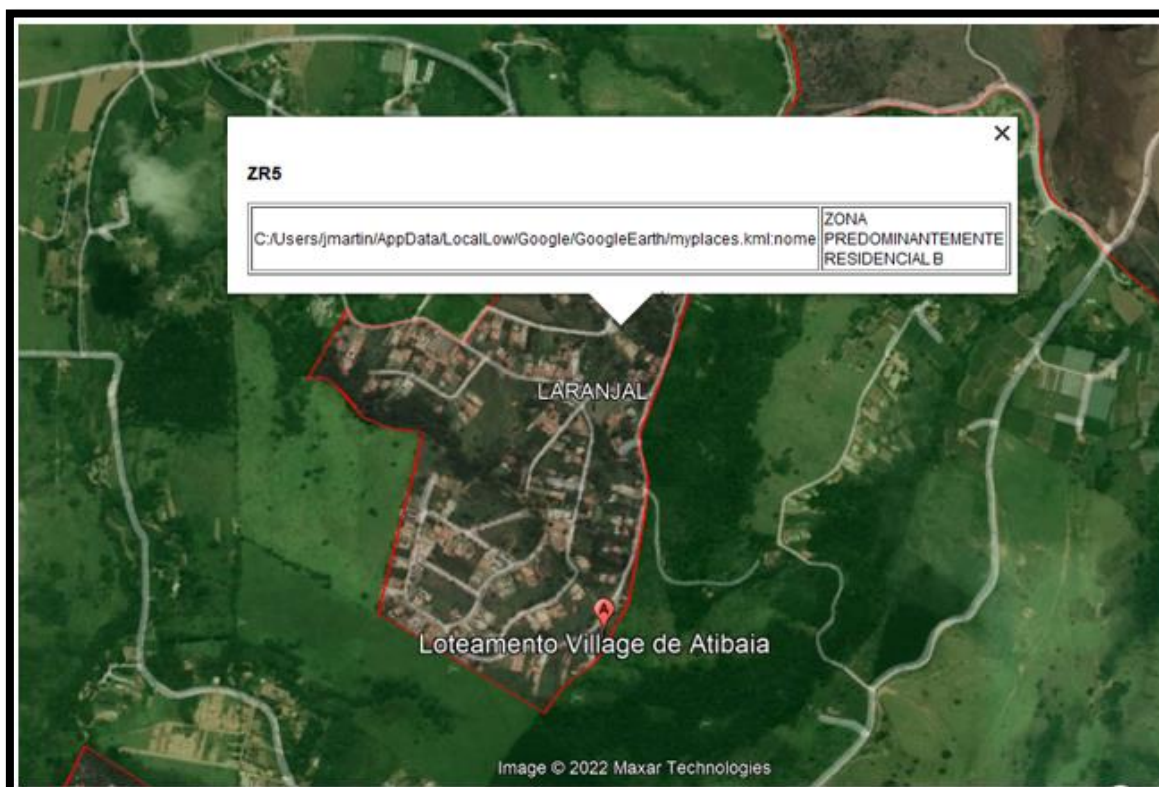 ×
ZR5
C:/Users/jmartin/AppData/LocalLow/Google/GoogleEarth/myplaces.kml:nome
ZONA
PREDOMINANTEMENTE
RESIDENCIAL B
LARANJAL
A
Loteamento Village de Atibaia
Image © 2022 Maxar Technologies